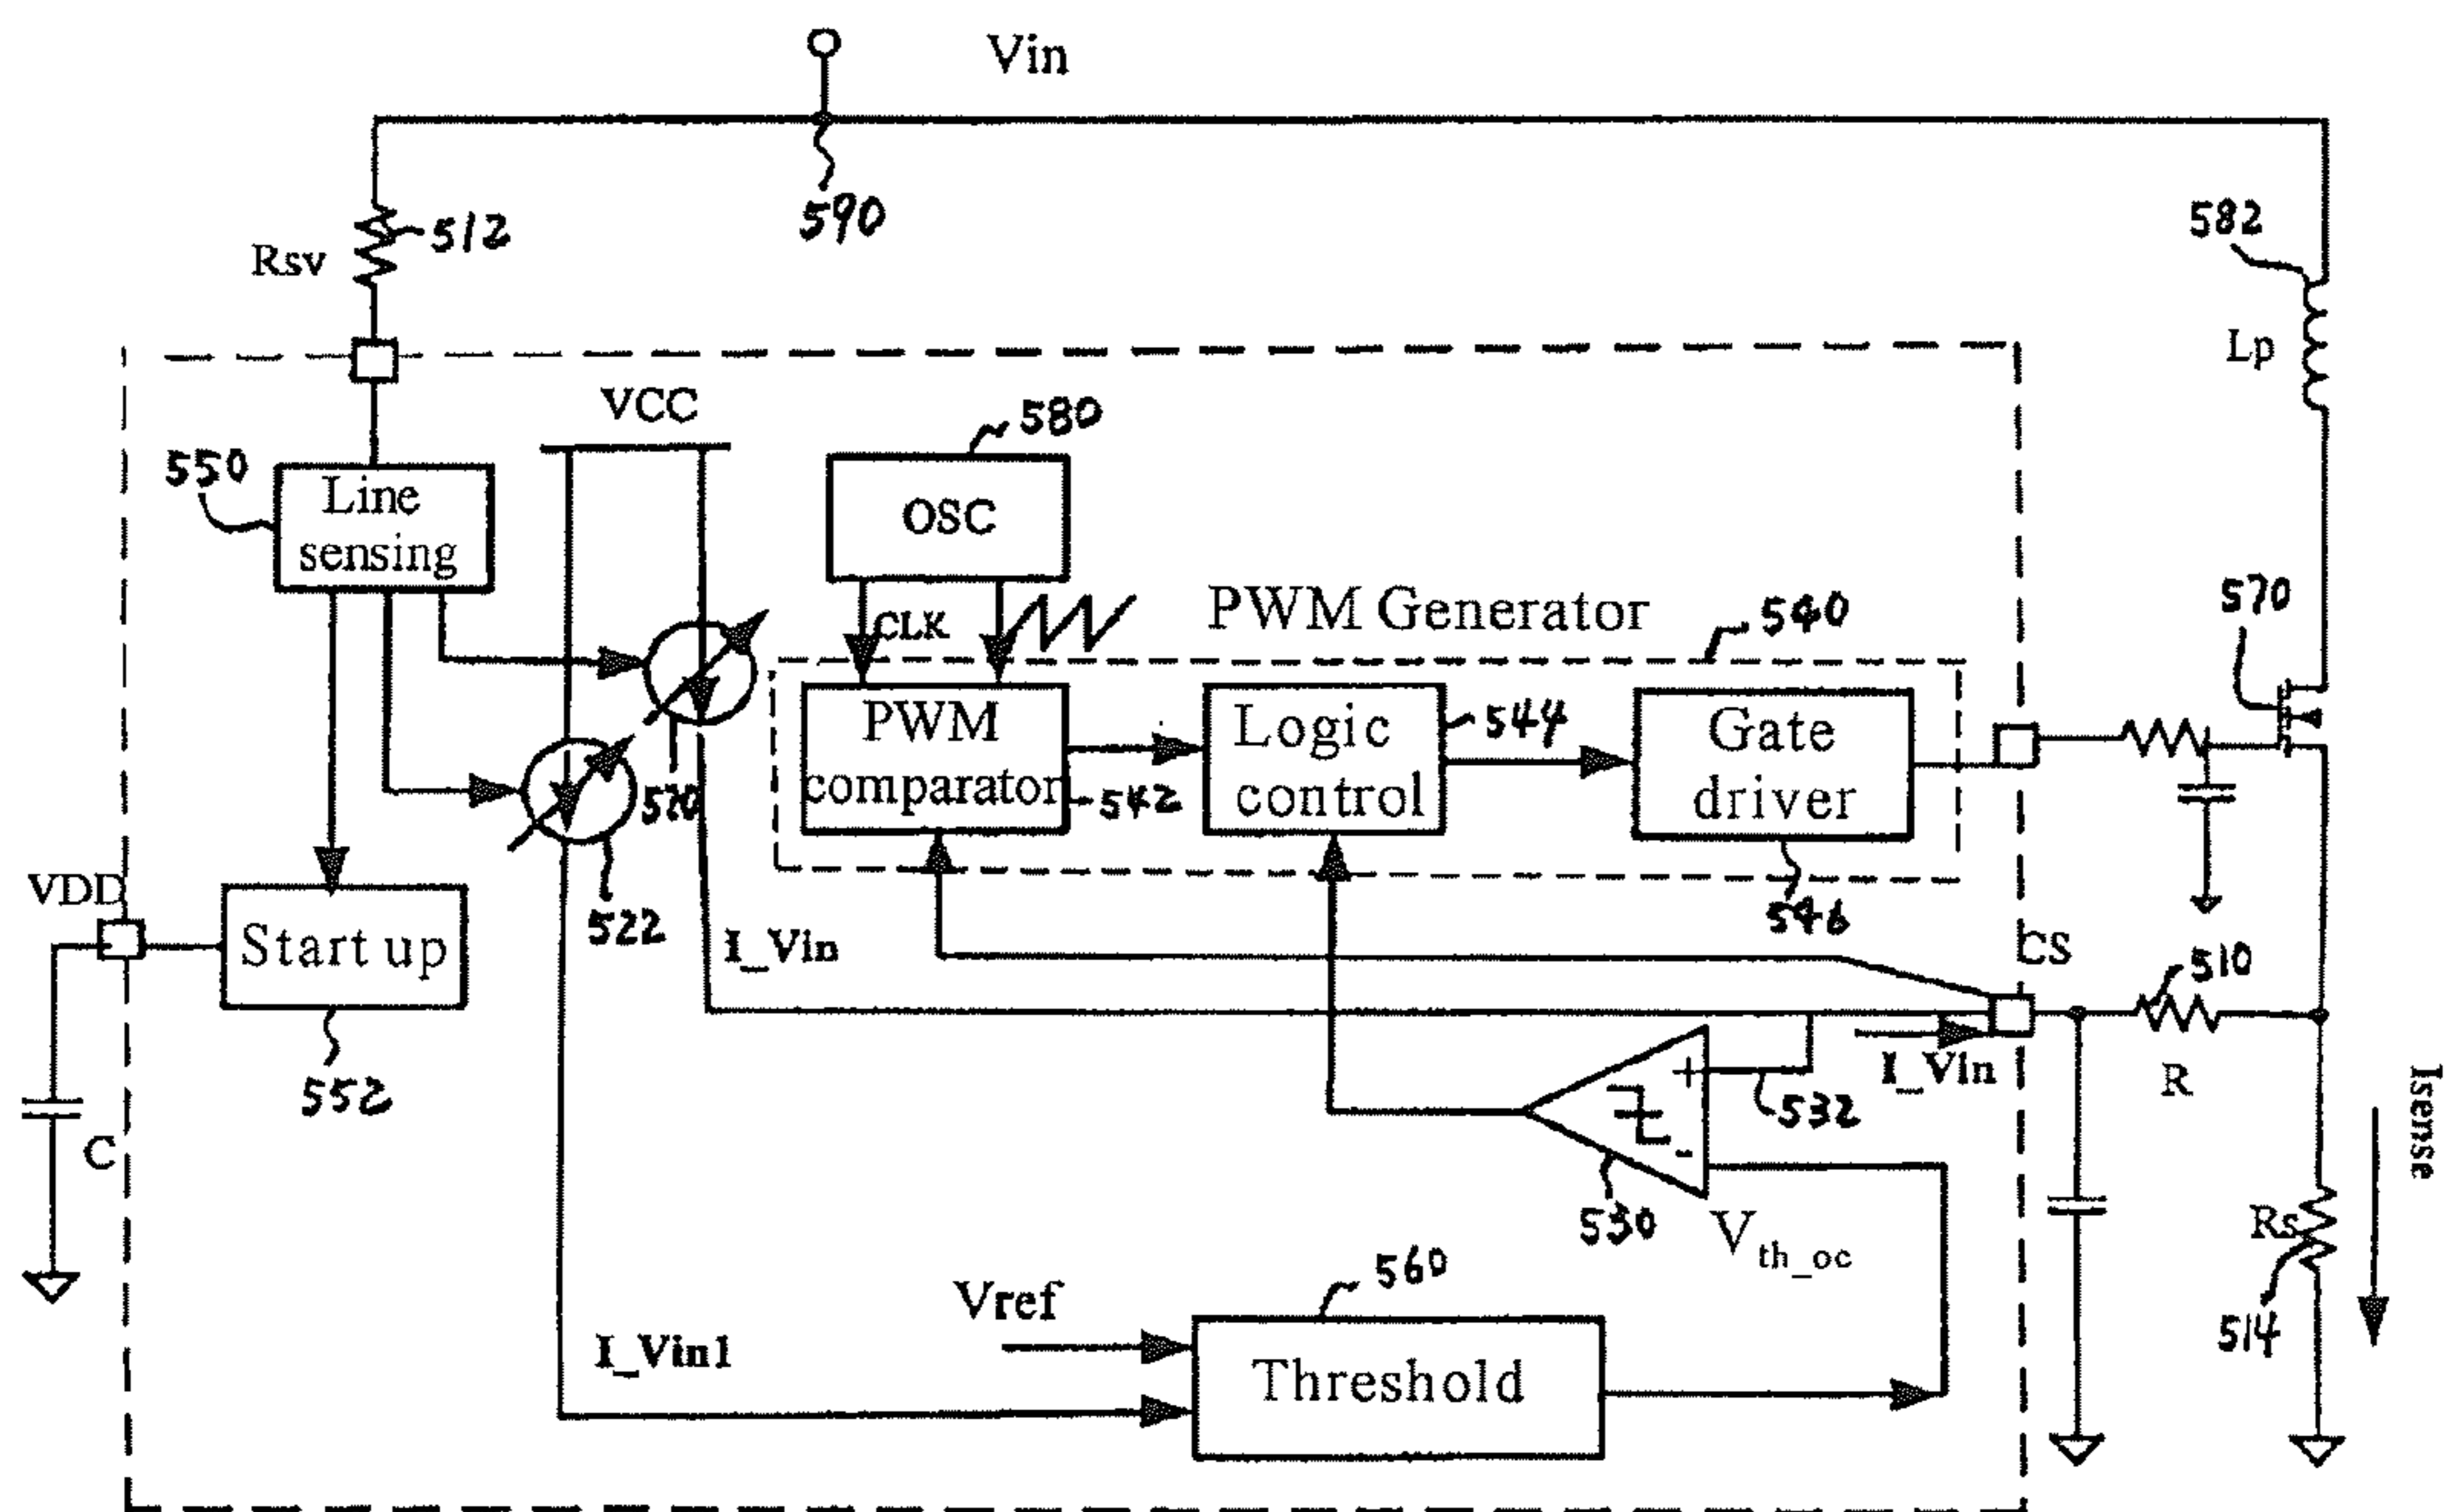 Vin
590
512
Rsv
582
Lp
VCC
580
OSC
550
Line
sensing
CLK
PWM Generator
540
570
PWM
comparator
542
Logic
control
544
Gate
driver
546
570
522
VDD
Start up
552
C
I_Vin
CS
510
R
I_Vin
+
532
-
530
V th_oc
Isense
Rs
514
Vref
560
I_Vin1
Threshold